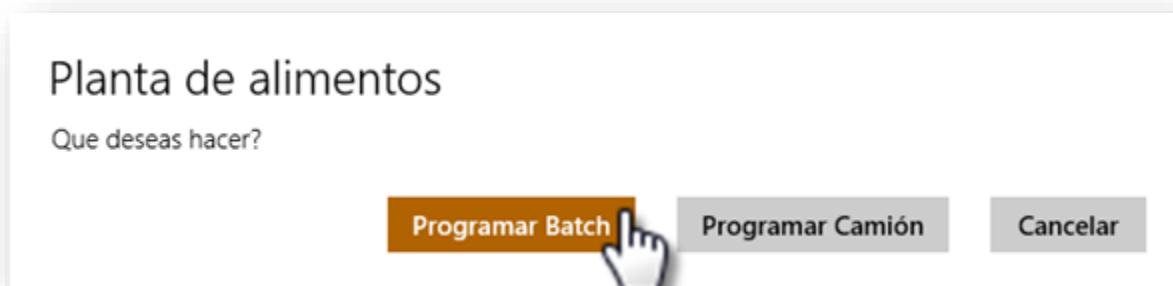 Planta de alimentos
Que deseas hacer?
Programar Batch Programar Camión Cancelar